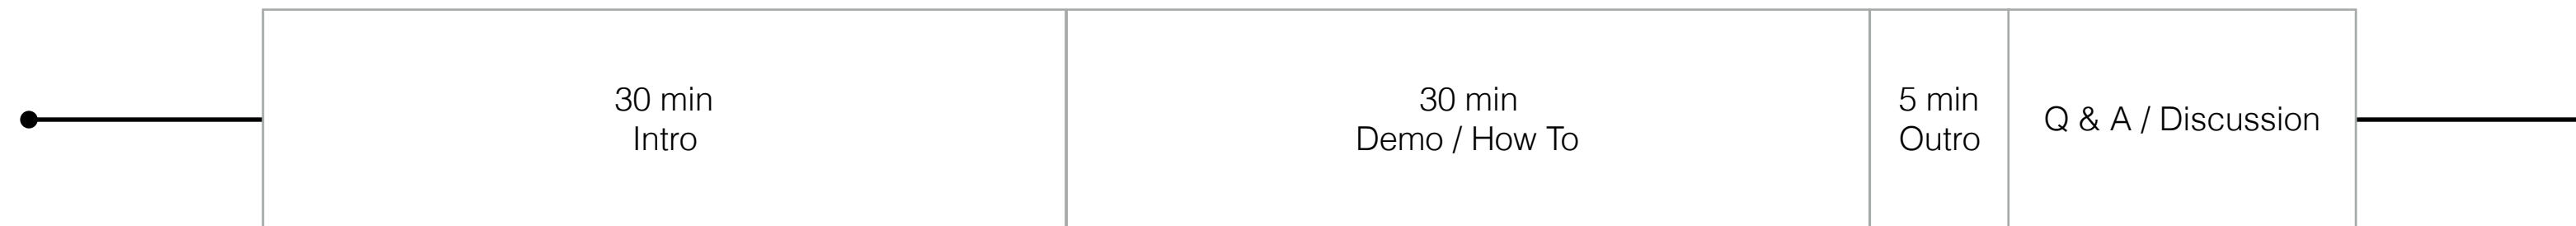 30 min
Intro
30 min
Demo / How To
5 min
Outro
Q & A / Discussion